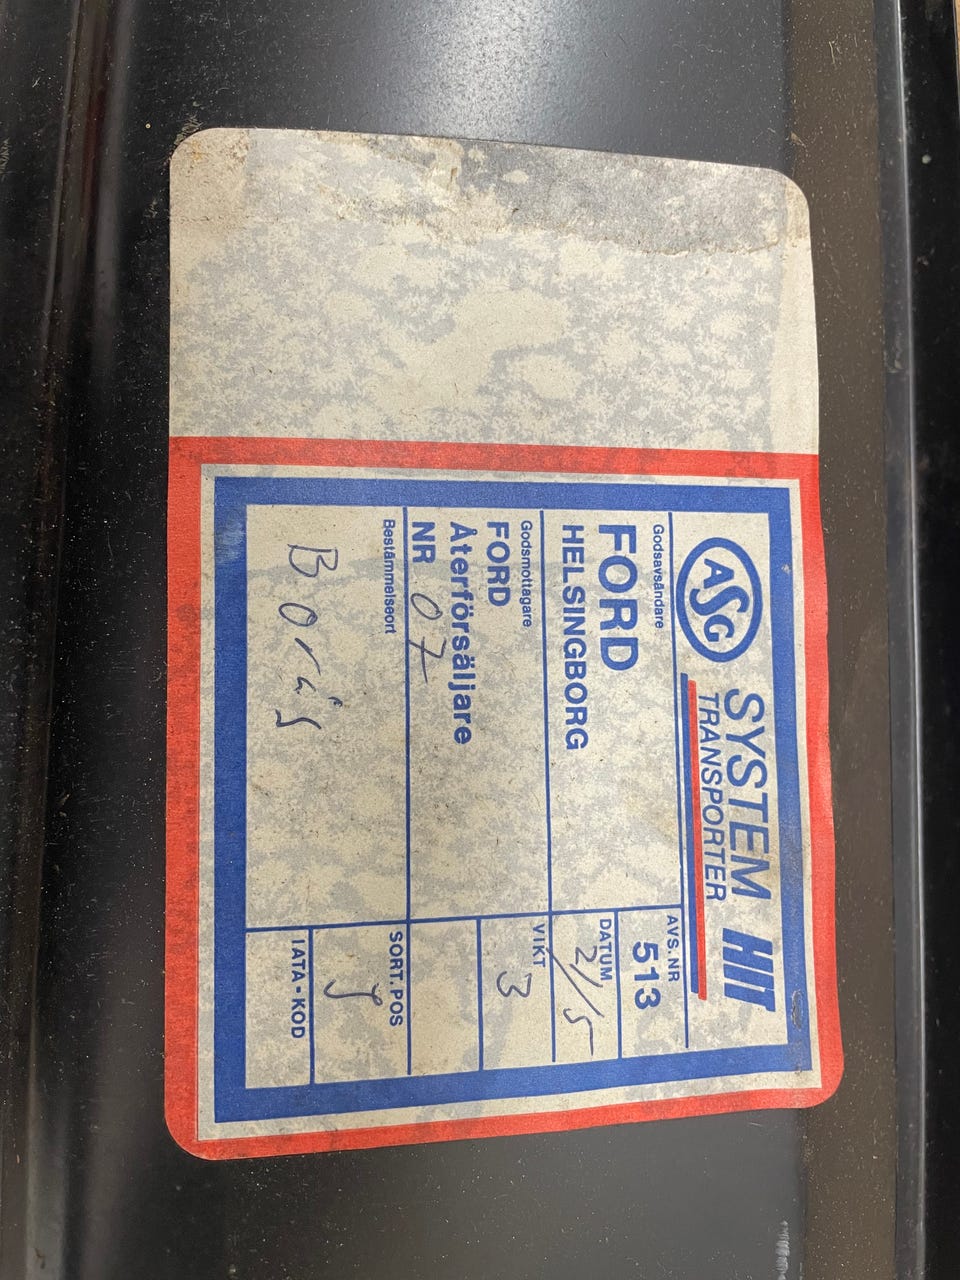 ASG SYSTEM HIT
TRANSPORTER
Godsavsändare
FORD
HELSINGBORG
AVS.NR
513
DATUM
2/5
Godsmottagare
FORD
Återförsäljare
NR 07
VIKT
3
Bestämmelseort
Borås
SORT.POS
IATA-KOD